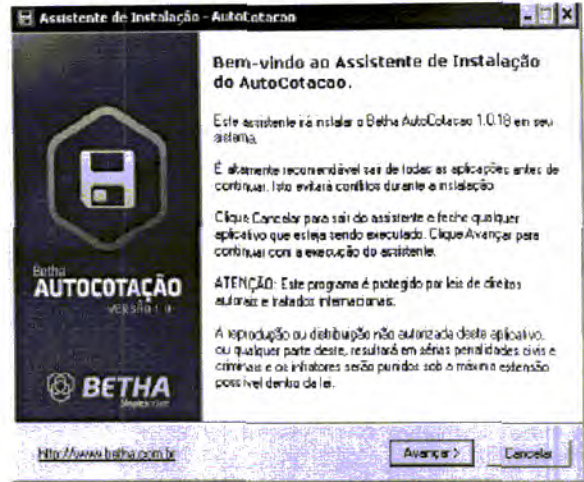 Assistente de Instalação - AutoCotacao
Bem-vindo ao Assistente de Instalação
do AutoCotacao.
Este assistente irá instalar o Betha AutoCotacao 1.0.18 em seu
sistema.
É altamente recomendável sair de todas as aplicações antes de
continuar. Isto evitará conflitos durante a instalação
Clique Cancelar para sair do assistente e feche qualquer
aplicativo que esteja sendo executado. Clique Avançar para
continuar com a execução do assistente.
ATENÇÃO: Este programa é protegido por leis de direitos
autorais e tratados internacionais.
A reprodução ou distribuição não autorizada deste aplicativo,
ou qualquer parte deste, resultará em sérias penalidades civis e
criminais e os infratores serão punidos sob a máxima extensão
possível dentro da lei.
Betha
AUTOCOTAÇÃO
VERSÃO 1.0
BETHA
http://www.betha.com.br
Avançar >
Cancelar